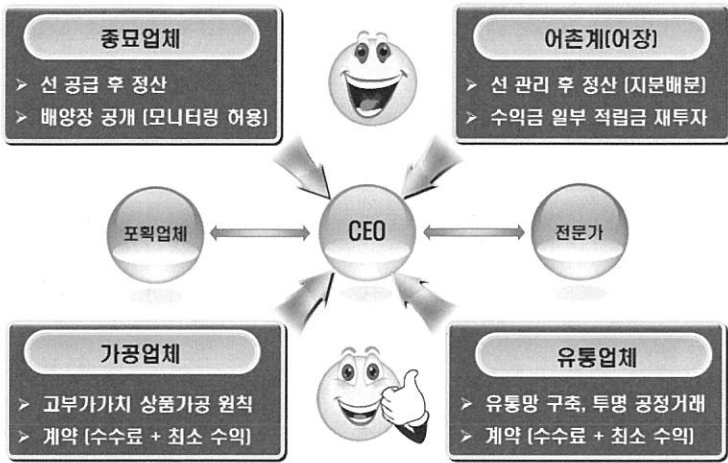 종묘업체
➢ 선 공급 후 정산
➢ 배양장 공개 (모니터링 허용)
어촌계(어장)
➢ 선 관리 후 정산 (지분배분)
➢ 수익금 일부 적립금 재투자
포획업체
CEO
전문가
가공업체
➢ 고부가가치 상품가공 원칙
➢ 계약 (수수료 + 최소 수익)
유통업체
➢ 유통망 구축, 투명 공정거래
➢ 계약 (수수료 + 최소 수익)